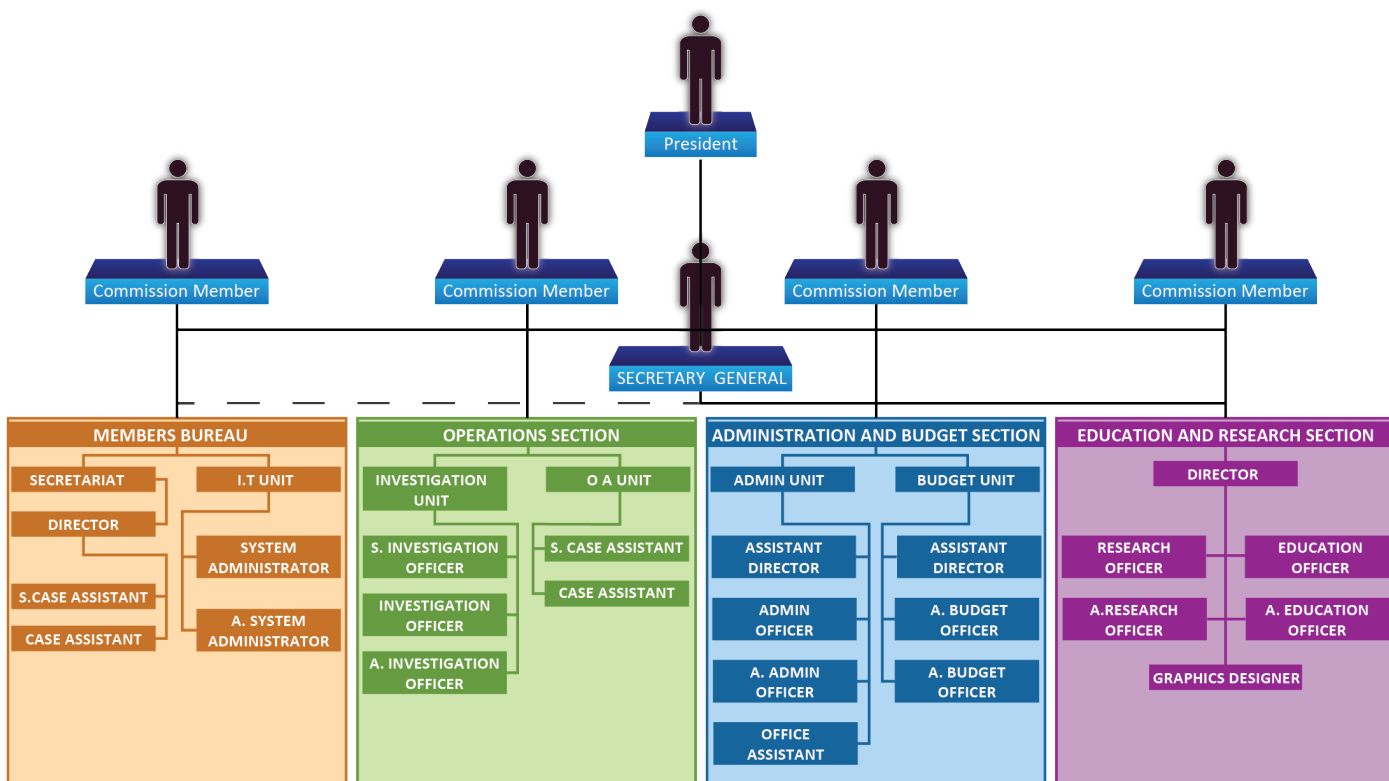 President
Commission Member
Commission Member
Commission Member
Commission Member
SECRETARY GENERAL
MEMBERS BUREAU
SECRETARIAT
I.T UNIT
DIRECTOR
SYSTEM
ADMINISTRATOR
S.CASE ASSISTANT
CASE ASSISTANT
A. SYSTEM
ADMINISTRATOR
OPERATIONS SECTION
INVESTIGATION
UNIT
O A UNIT
S. INVESTIGATION
OFFICER
S. CASE ASSISTANT
INVESTIGATION
OFFICER
CASE ASSISTANT
A. INVESTIGATION
OFFICER
ADMINISTRATION AND BUDGET SECTION
ADMIN UNIT
BUDGET UNIT
ASSISTANT
DIRECTOR
ASSISTANT
DIRECTOR
ADMIN
OFFICER
A. BUDGET
OFFICER
A. ADMIN
OFFICER
A. BUDGET
OFFICER
OFFICE
ASSISTANT
EDUCATION AND RESEARCH SECTION
DIRECTOR
RESEARCH
OFFICER
EDUCATION
OFFICER
A.RESEARCH
OFFICER
A. EDUCATION
OFFICER
GRAPHICS DESIGNER